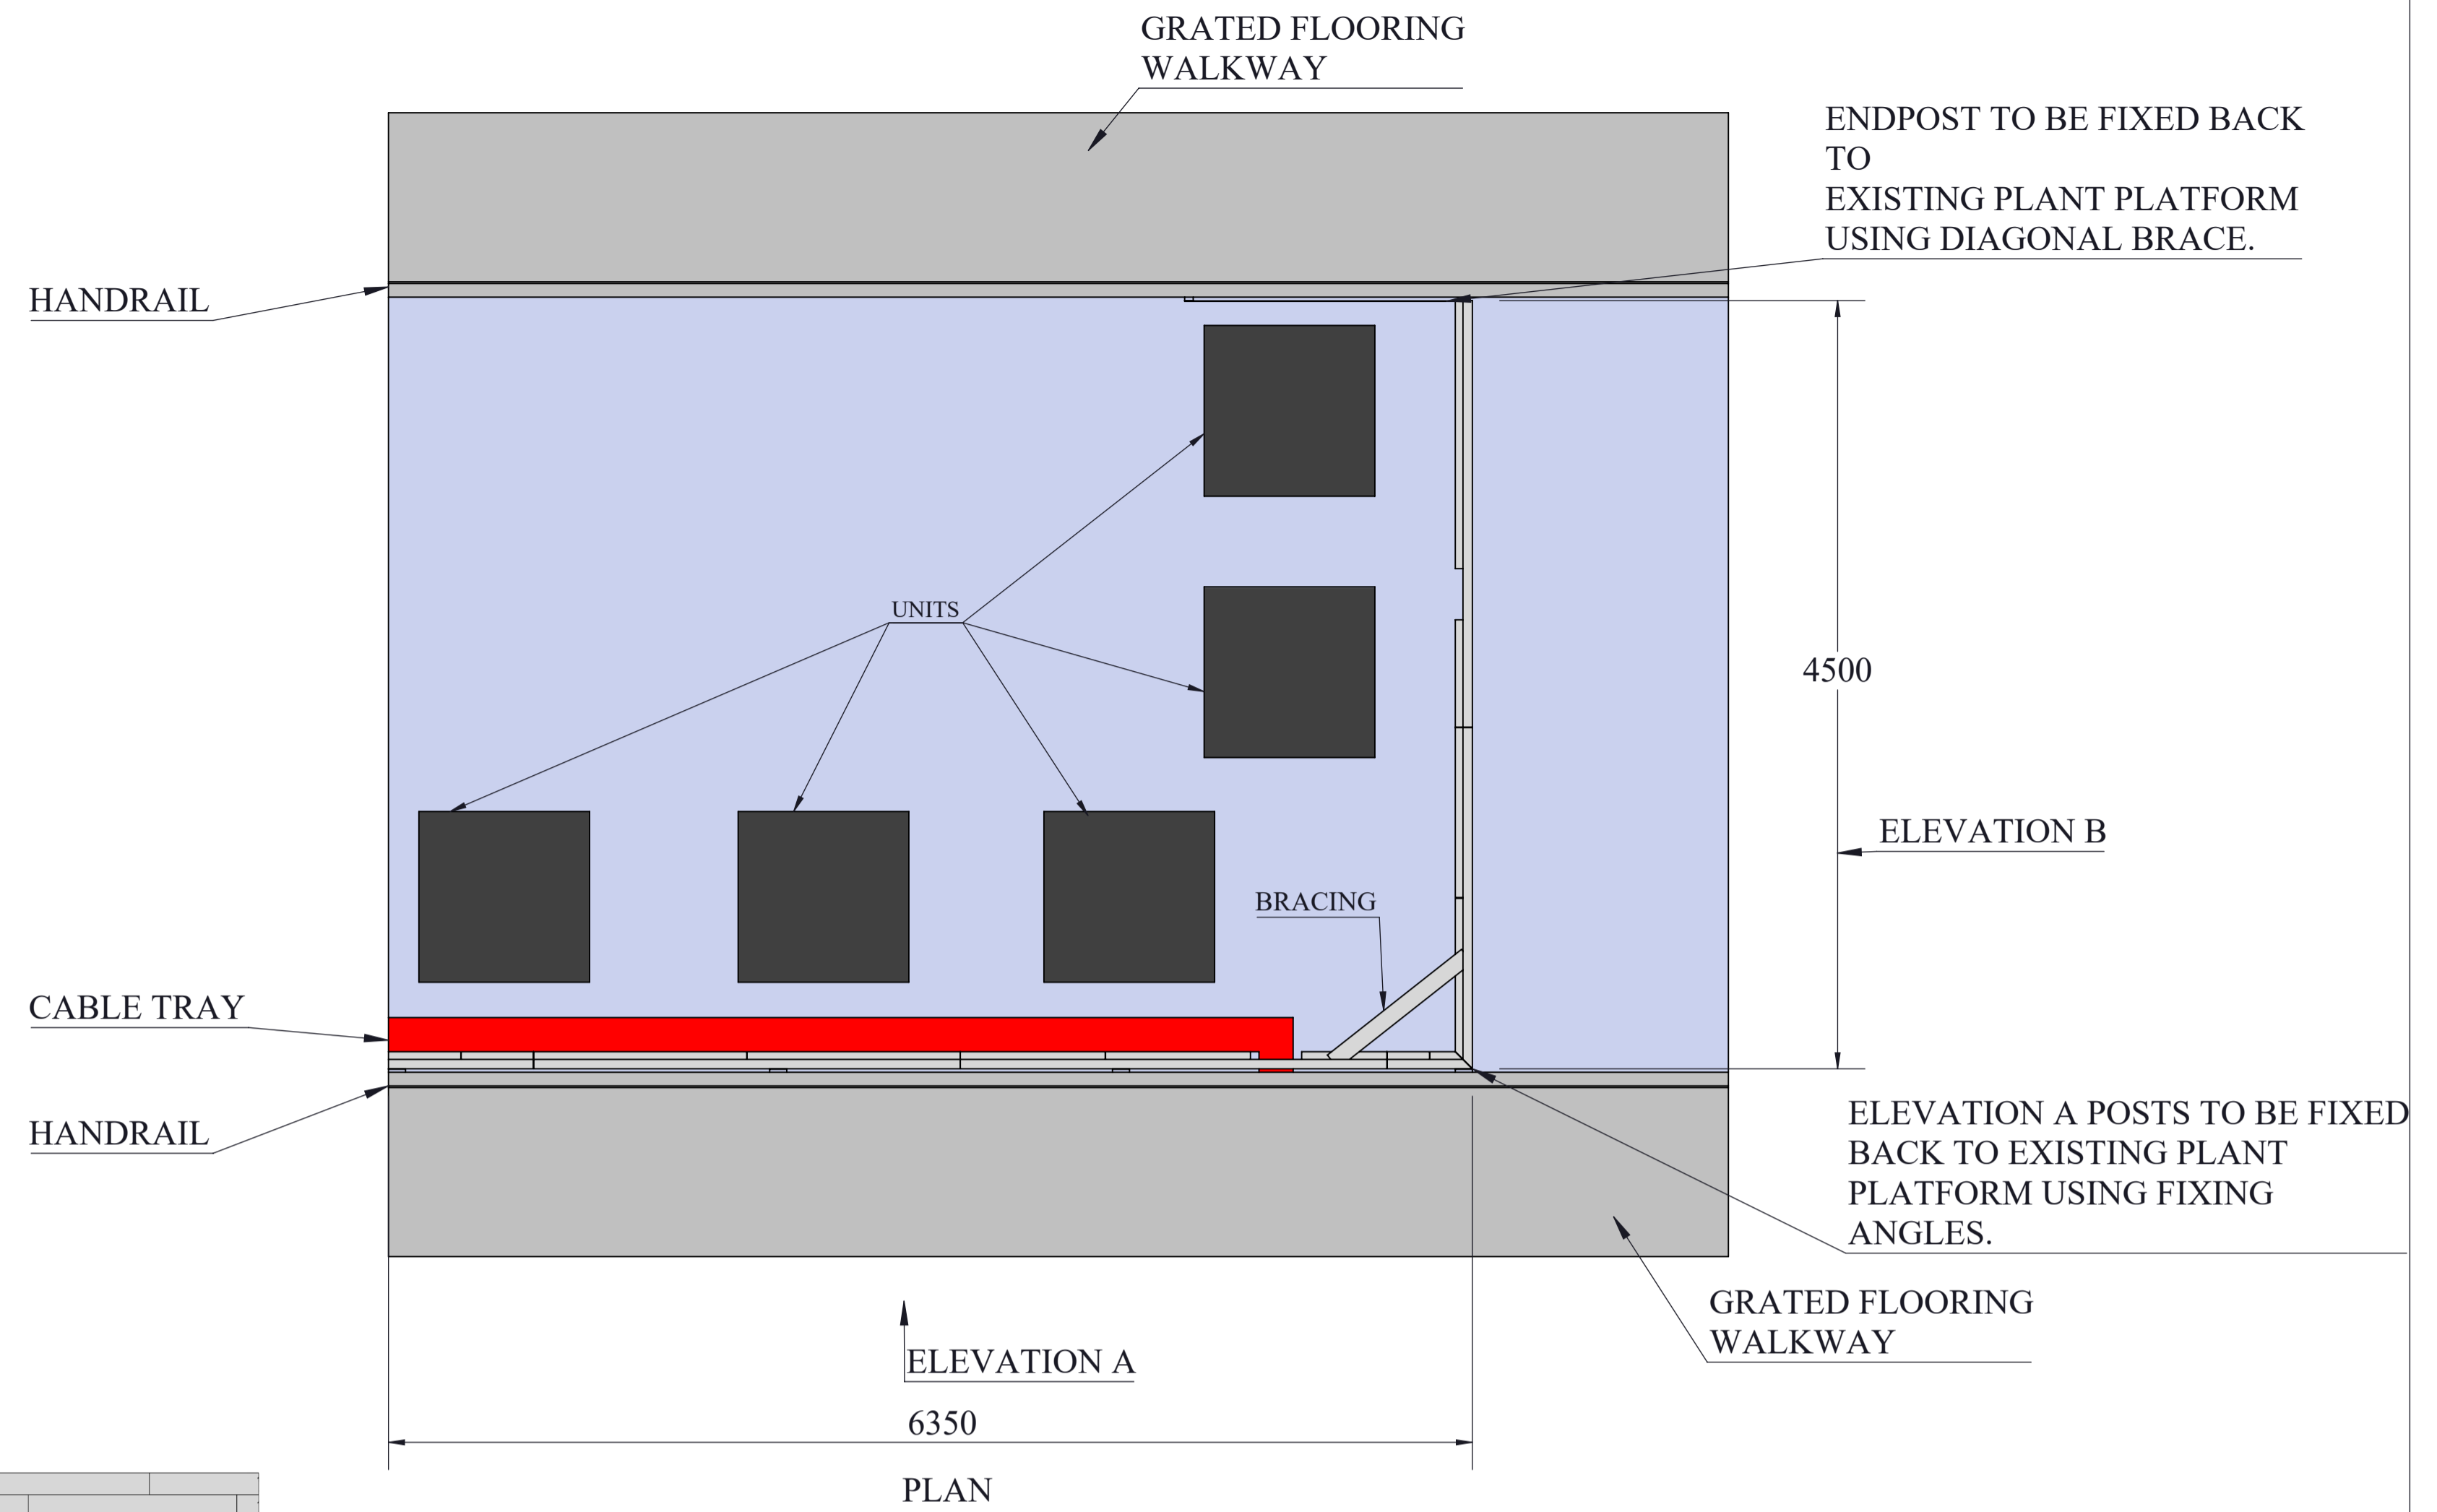 GRATED FLOORING
WALKWAY
ENDPOST TO BE FIXED BACK
TO
EXISTING PLANT PLATFORM
USING DIAGONAL BRACE.
HANDRAIL
UNITS
4500
ELEVATION B
BRACING
CABLE TRAY
HANDRAIL
ELEVATION A POSTS TO BE FIXED
BACK TO EXISTING PLANT
PLATFORM USING FIXING
ANGLES.
GRATED FLOORING
WALKWAY
ELEVATION A
6350
PLAN